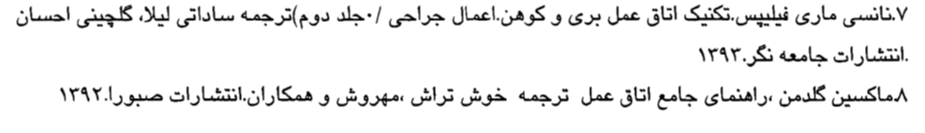 ۷.نانسی ماری فیلیپس.تکنیک اتاق عمل بری و کوهن.اعمال جراحی /۰جلد دوم)ترجمه ساداتی لیلا، گلچینی احسان
.انتشارات جامعه نگر.۱۳۹۳
۸.ماکسین گلدمن ،راهنمای جامع اتاق عمل ترجمه خوش تراش ،مهروش و همکاران.انتشارات صبورا.۱۳۹۲